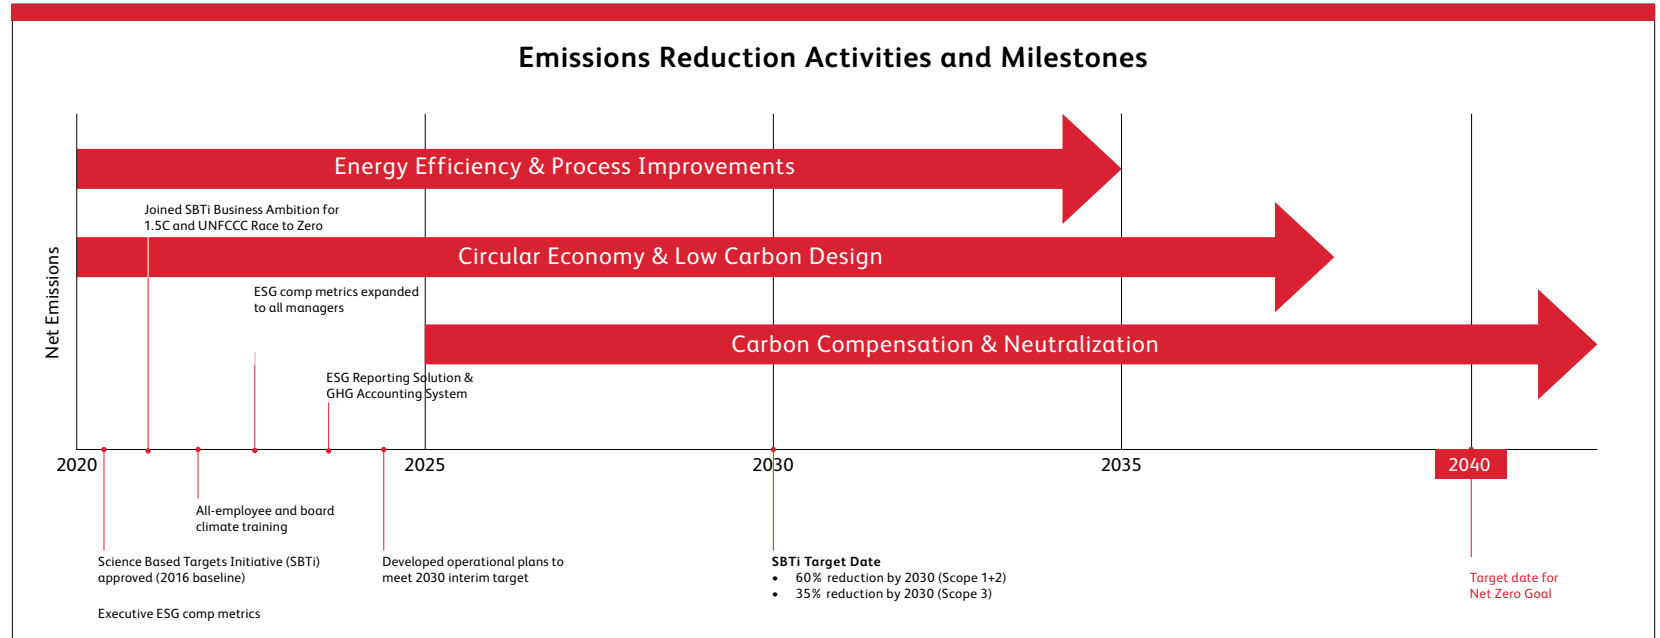 Emissions Reduction Activities and Milestones
Energy Efficiency & Process Improvements
Joined SBTi Business Ambition for
1.5C and UNFCCC Race to Zero
Circular Economy & Low Carbon Design
ESG comp metrics expanded
to all managers
Carbon Compensation & Neutralization
ESG Reporting Solution &
GHG Accounting System
Net Emissions
2020
2025
2030
2035
2040
All-employee and board
climate training
Science Based Targets Initiative (SBTi)
approved (2016 baseline)
Executive ESG comp metrics
Developed operational plans to
meet 2030 interim target
SBTi Target Date
• 60% reduction by 2030 (Scope 1+2)
• 35% reduction by 2030 (Scope 3)
Target date for
Net Zero Goal